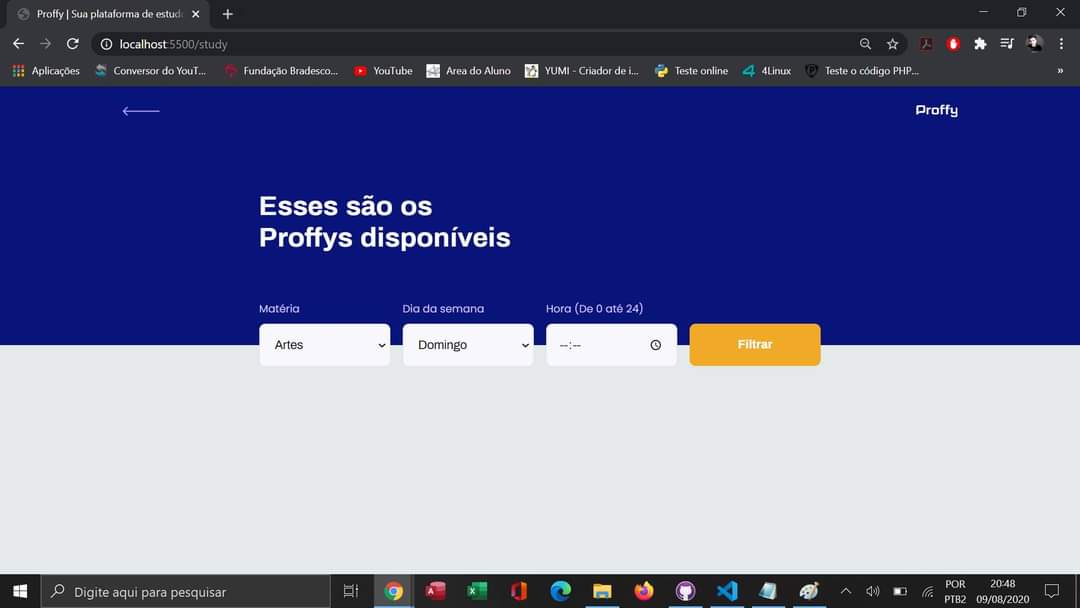 Proffy | Sua plataforma de estud
localhost:5500/study
Aplicações
Conversor do YouT...
Fundação Bradesco...
YouTube
Area do Aluno
YUMI - Criador de i...
Teste online
4Linux
Teste o código PHP...
»
Proffy
Esses são os
Proffys disponíveis
Matéria
Dia da semana
Hora (De 0 até 24)
Artes
Domingo
--:--
Filtrar
Digite aqui para pesquisar
POR
PTB2
20:48
09/08/2020